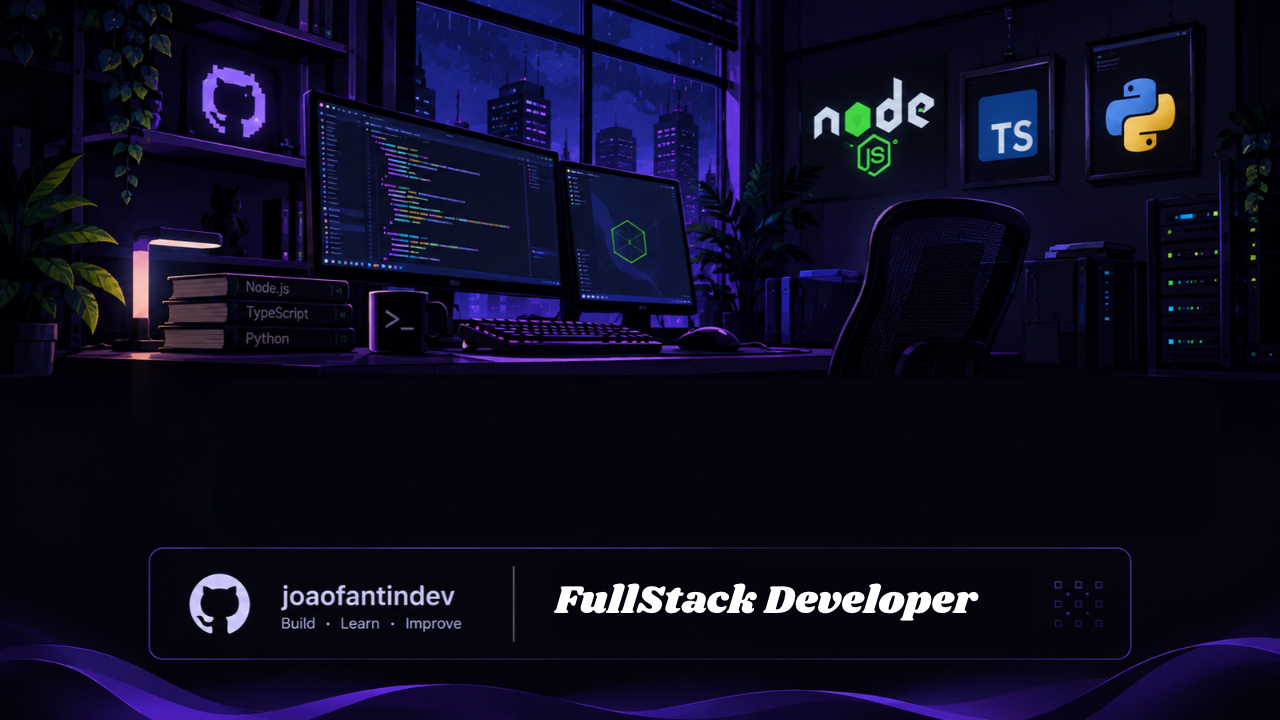 node
JS
TS
Node.js
TypeScript
Python
>_
joaofantindev
Build • Learn • Improve
FullStack Developer